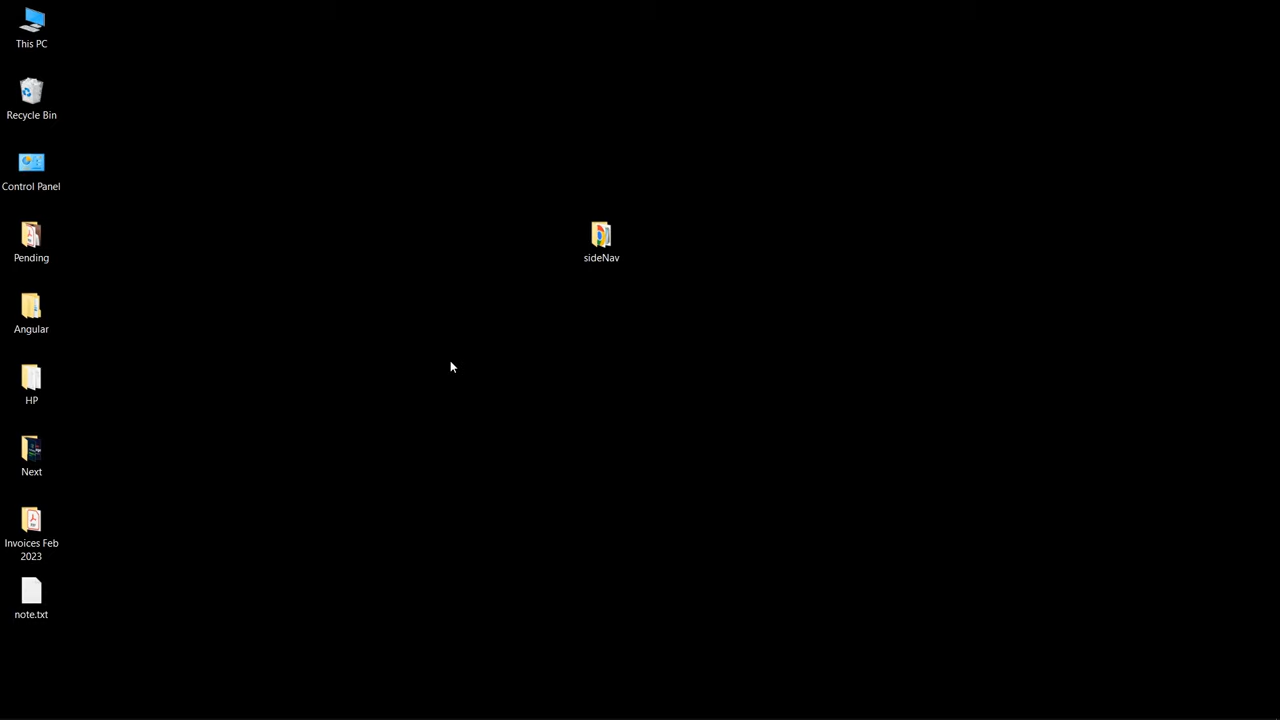 This PC
Recycle Bin
Control Panel
Pending
sideNav
Angular
HP
Next
Invoices Feb
2023
note.txt